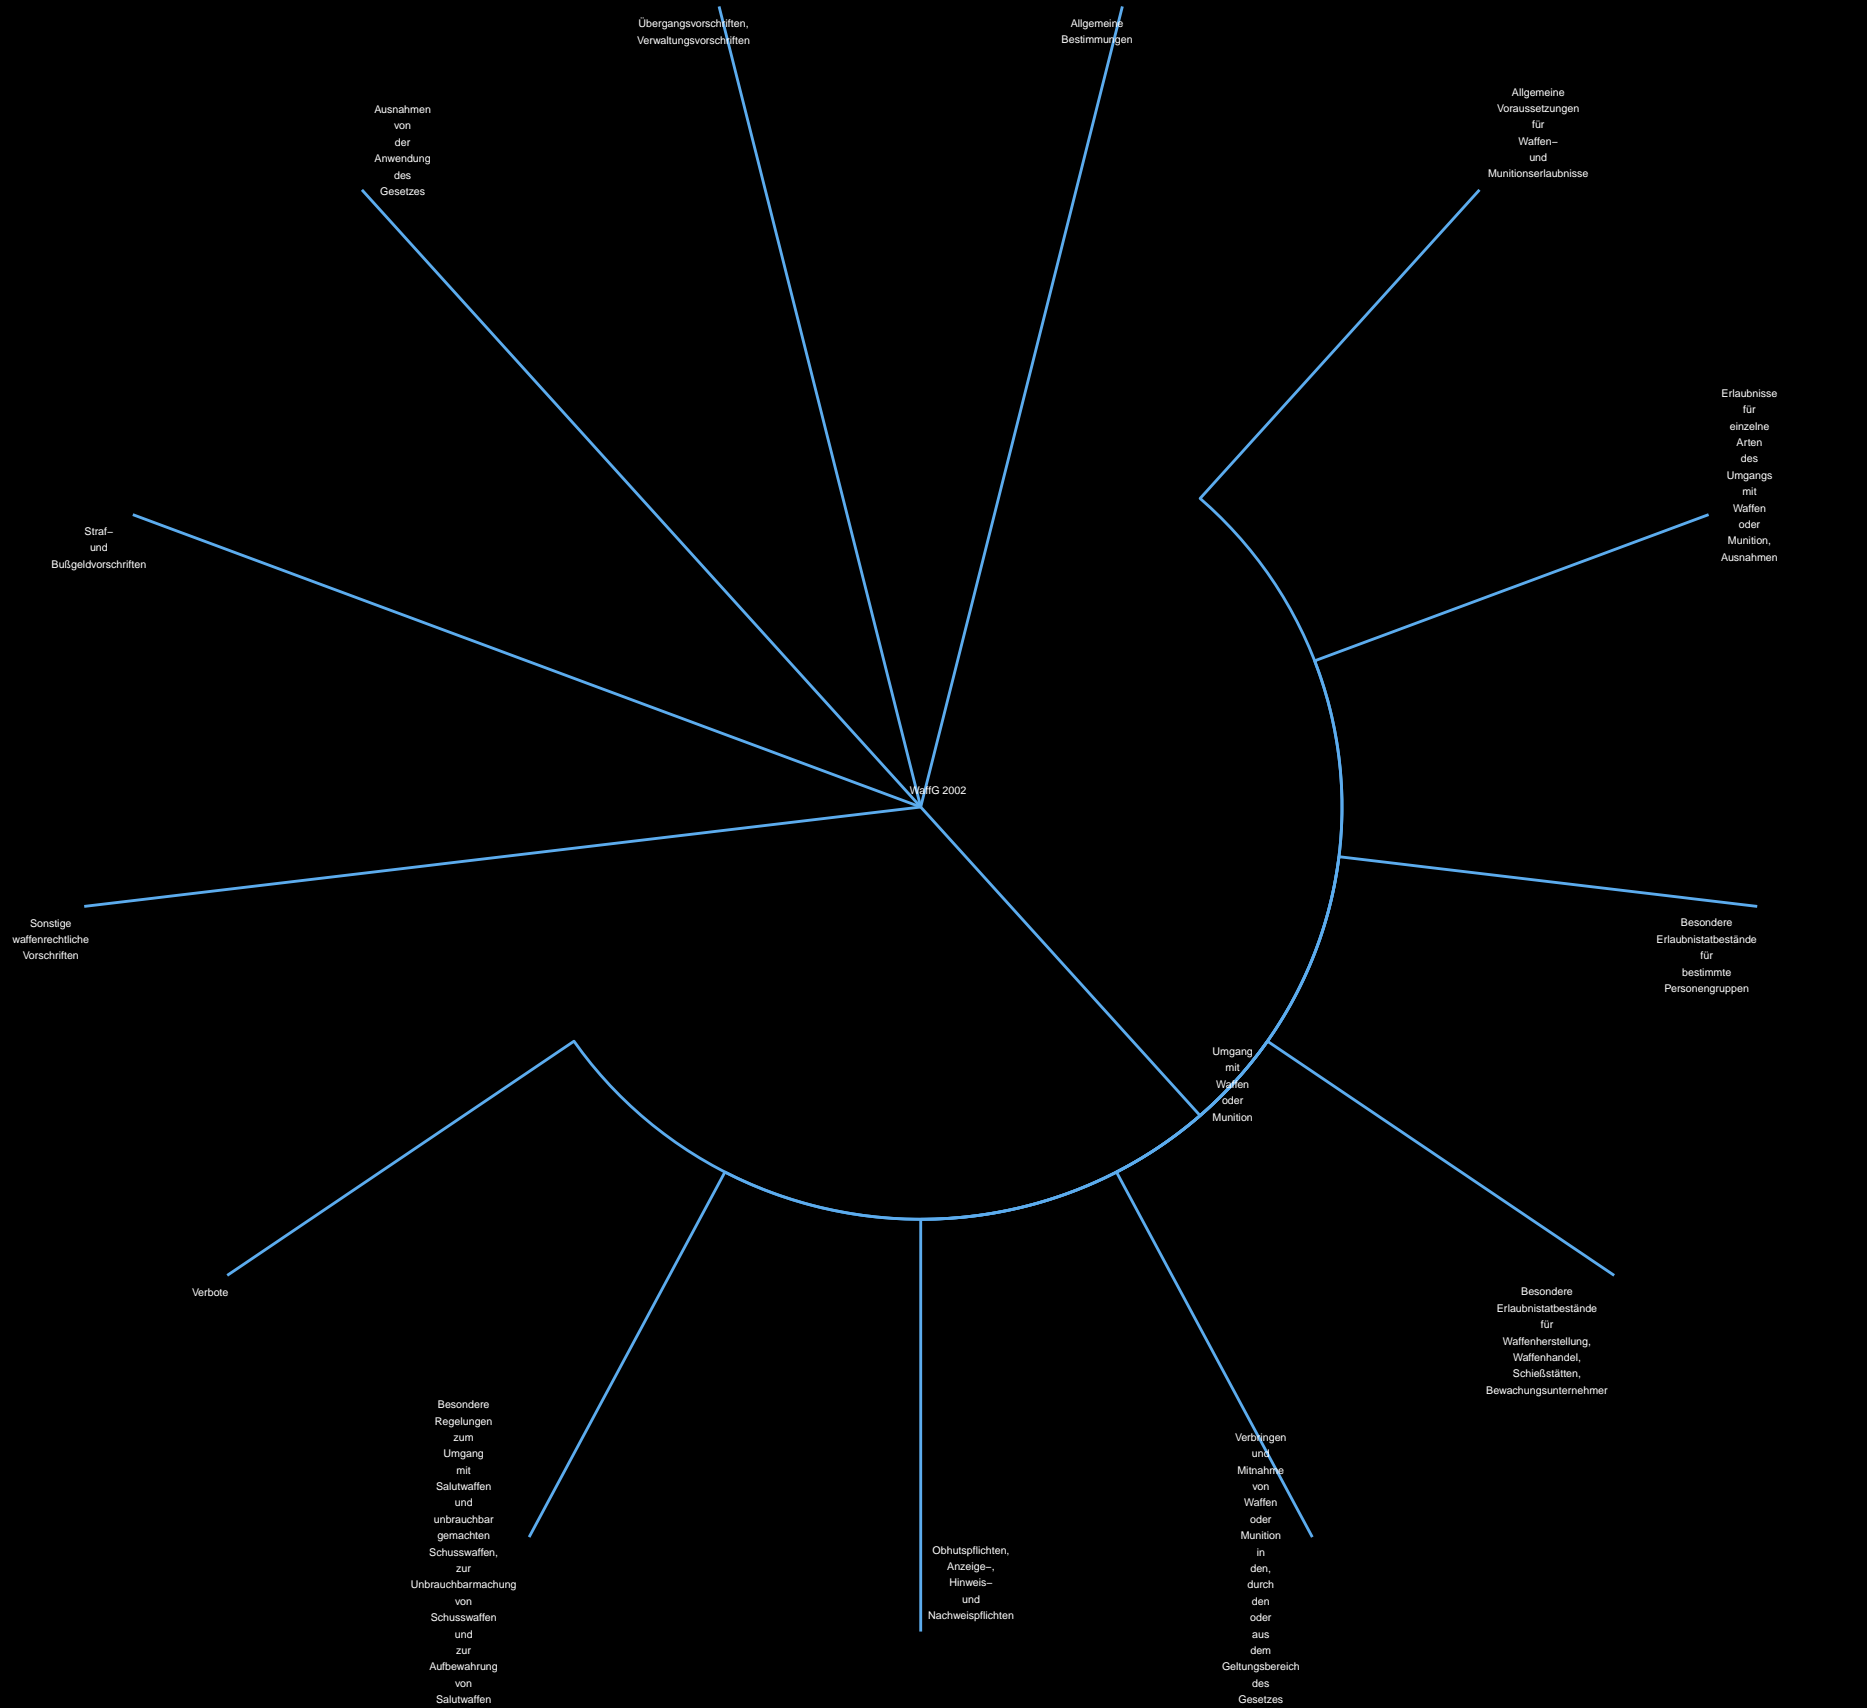 Übergangsvorschriften,
Verwaltungsvorschriften
Allgemeine
Bestimmungen
Allgemeine
Voraussetzungen
für
Waffen–
und
Munitionserlaubnisse
Ausnahmen
von
der
Anwendung
des
Gesetzes
Erlaubnisse
für
einzelne
Arten
des
Umgangs
mit
Waffen
oder
Munition,
Ausnahmen
Straf–
und
Bußgeldvorschriften
WaffG 2002
Sonstige
waffenrechtliche
Vorschriften
Besondere
Erlaubnistatbestände
für
bestimmte
Personengruppen
Umgang
mit
Waffen
oder
Munition
Verbote
Besondere
Erlaubnistatbestände
für
Waffenherstellung,
Waffenhandel,
Schießstätten,
Bewachungsunternehmer
Besondere
Regelungen
zum
Umgang
mit
Salutwaffen
und
unbrauchbar
gemachten
Schusswaffen,
zur
Unbrauchbarmachung
von
Schusswaffen
und
zur
Aufbewahrung
von
Salutwaffen
Obhutspflichten,
Anzeige–,
Hinweis–
und
Nachweispflichten
Verbringen
und
Mitnahme
von
Waffen
oder
Munition
in
den,
durch
den
oder
aus
dem
Geltungsbereich
des
Gesetzes